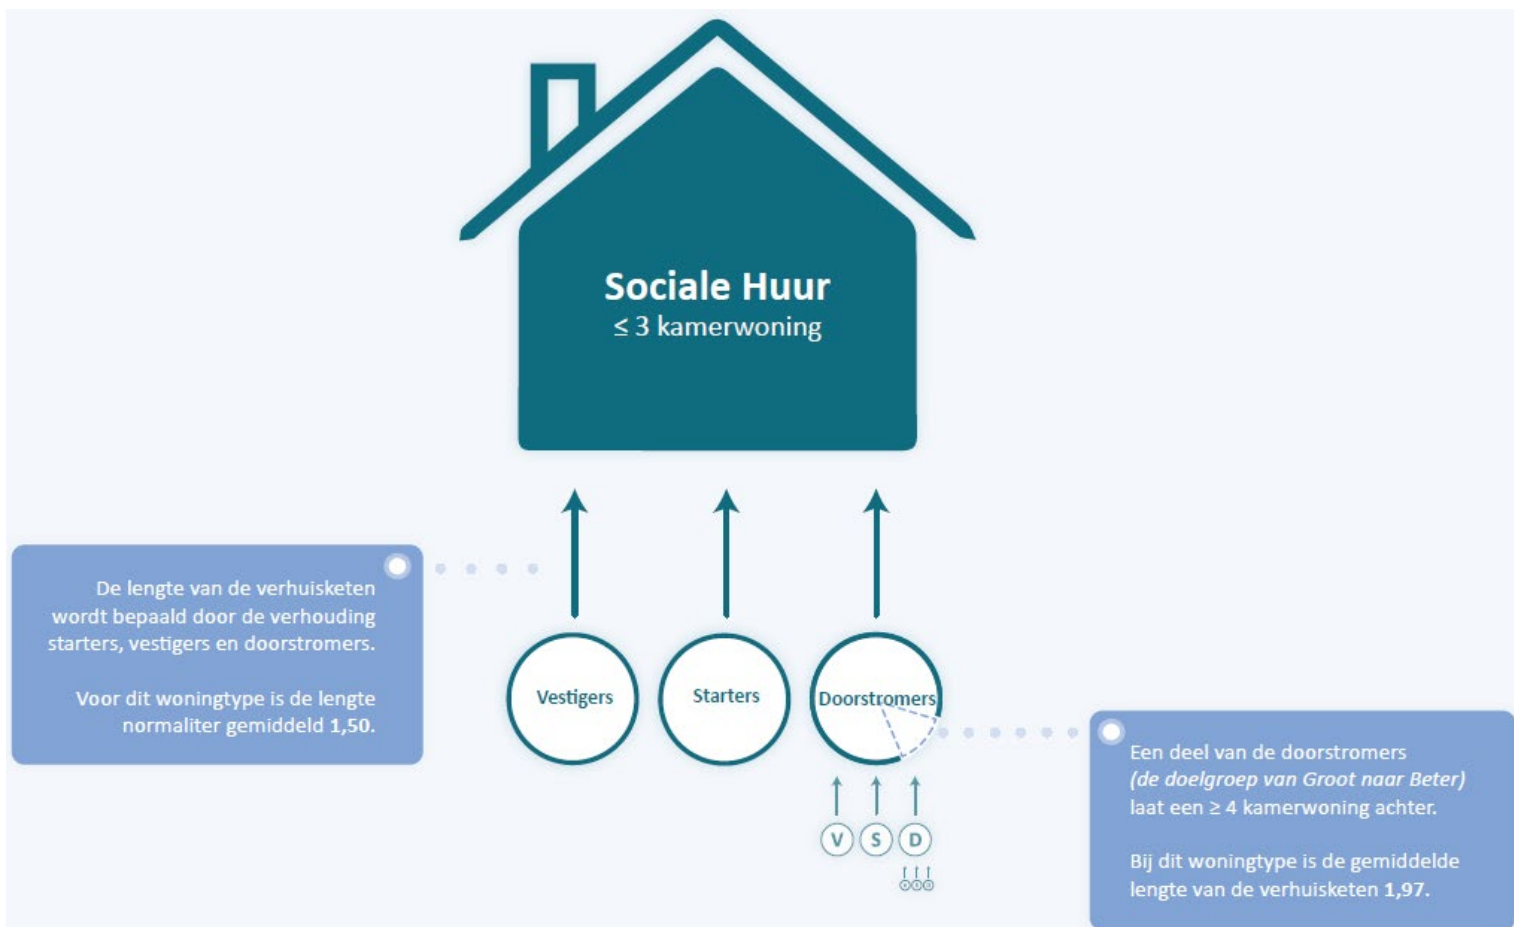 Sociale Huur
≤ 3 kamerwoning
De lengte van de verhuisketen
wordt bepaald door de verhouding
starters, vestigers en doorstromers.
Voor dit woningtype is de lengte
normaliter gemiddeld 1,50.
Vestigers
Starters
Doorstromers
Een deel van de doorstromers
(de doelgroep van Groot naar Beter)
laat een ≥ 4 kamerwoning achter.
Bij dit woningtype is de gemiddelde
lengte van de verhuisketen 1,97.
V S D